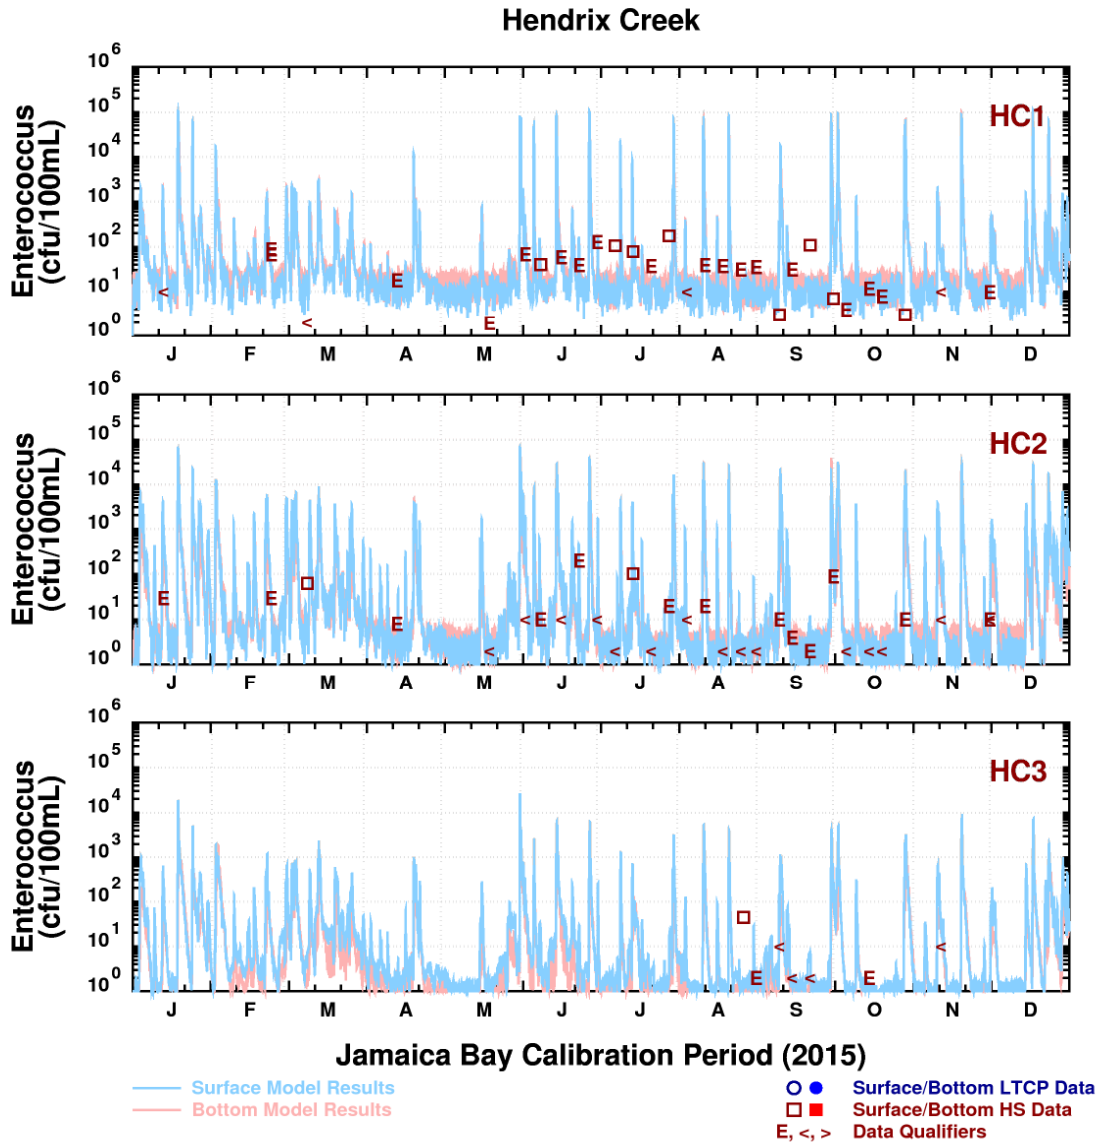 Hendrix Creek
Enterococcus
(cfu/100mL)
10^6
10^5
10^4
10^3
10^2
10^1
10^0
HC1
E
E
<
E
<
E
E
E
E
E
E
E
<
E
E
E
E
E
E
E
E
<
E
J F M A M J J A S O N D
Enterococcus
(cfu/100mL)
10^6
10^5
10^4
10^3
10^2
10^1
10^0
HC2
J F M A M J J A S O N D
Enterococcus
(cfu/100mL)
10^6
10^5
10^4
10^3
10^2
10^1
10^0
HC3
E
<
<
<
E
<
J F M A M J J A S O N D
Jamaica Bay Calibration Period (2015)
Surface Model Results
Bottom Model Results
Surface/Bottom LTCP Data
Surface/Bottom HS Data
E, <, > Data Qualifiers